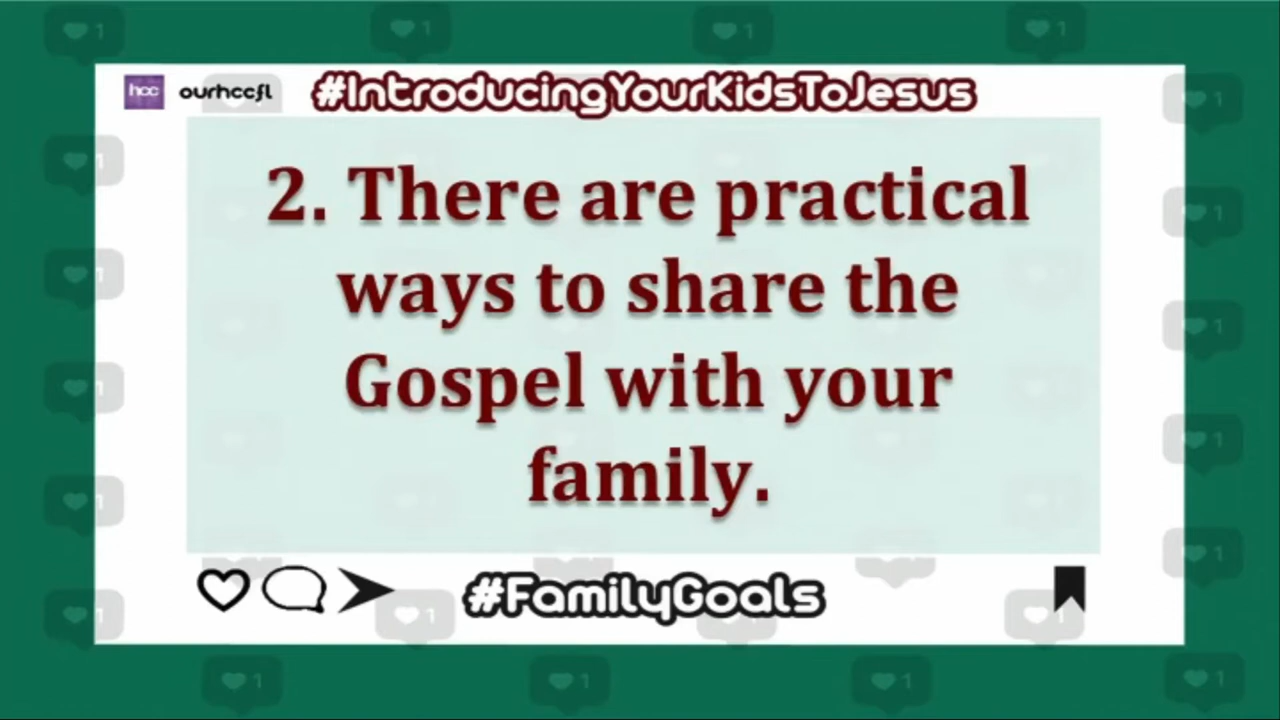 hcc
ourhccfl
#IntroducingYourKidsToJesus
2. There are practical
ways to share the
Gospel with your
family.
#FamilyGoals